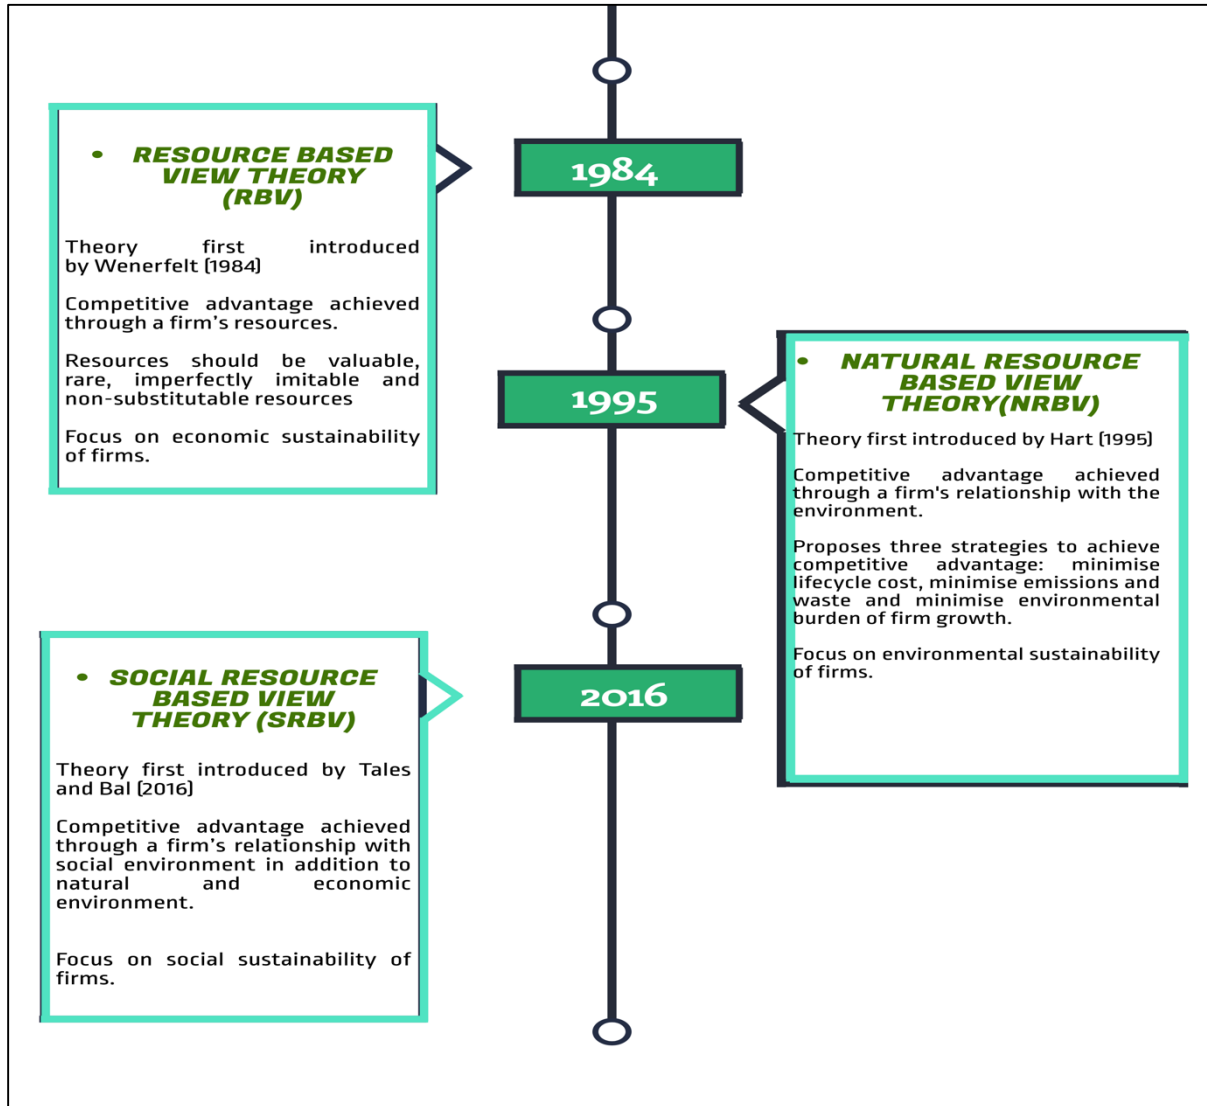 • RESOURCE BASED
VIEW THEORY
(RBV)
Theory first introduced
by Wenerfelt (1984)
Competitive advantage achieved
through a firm’s resources.
Resources should be valuable,
rare, imperfectly imitable and
non-substitutable resources
Focus on economic sustainability
of firms.
1984
1995
• NATURAL RESOURCE
BASED VIEW
THEORY(NRBV)
Theory first introduced by Hart (1995)
Competitive advantage achieved
through a firm's relationship with the
environment.
Proposes three strategies to achieve
competitive advantage: minimise
lifecycle cost, minimise emissions and
waste and minimise environmental
burden of firm growth.
Focus on environmental sustainability
of firms.
• SOCIAL RESOURCE
BASED VIEW
THEORY (SRBV)
Theory first introduced by Tales
and Bal (2016)
Competitive advantage achieved
through a firm’s relationship with
social environment in addition to
natural and economic
environment.
Focus on social sustainability of
firms.
2016